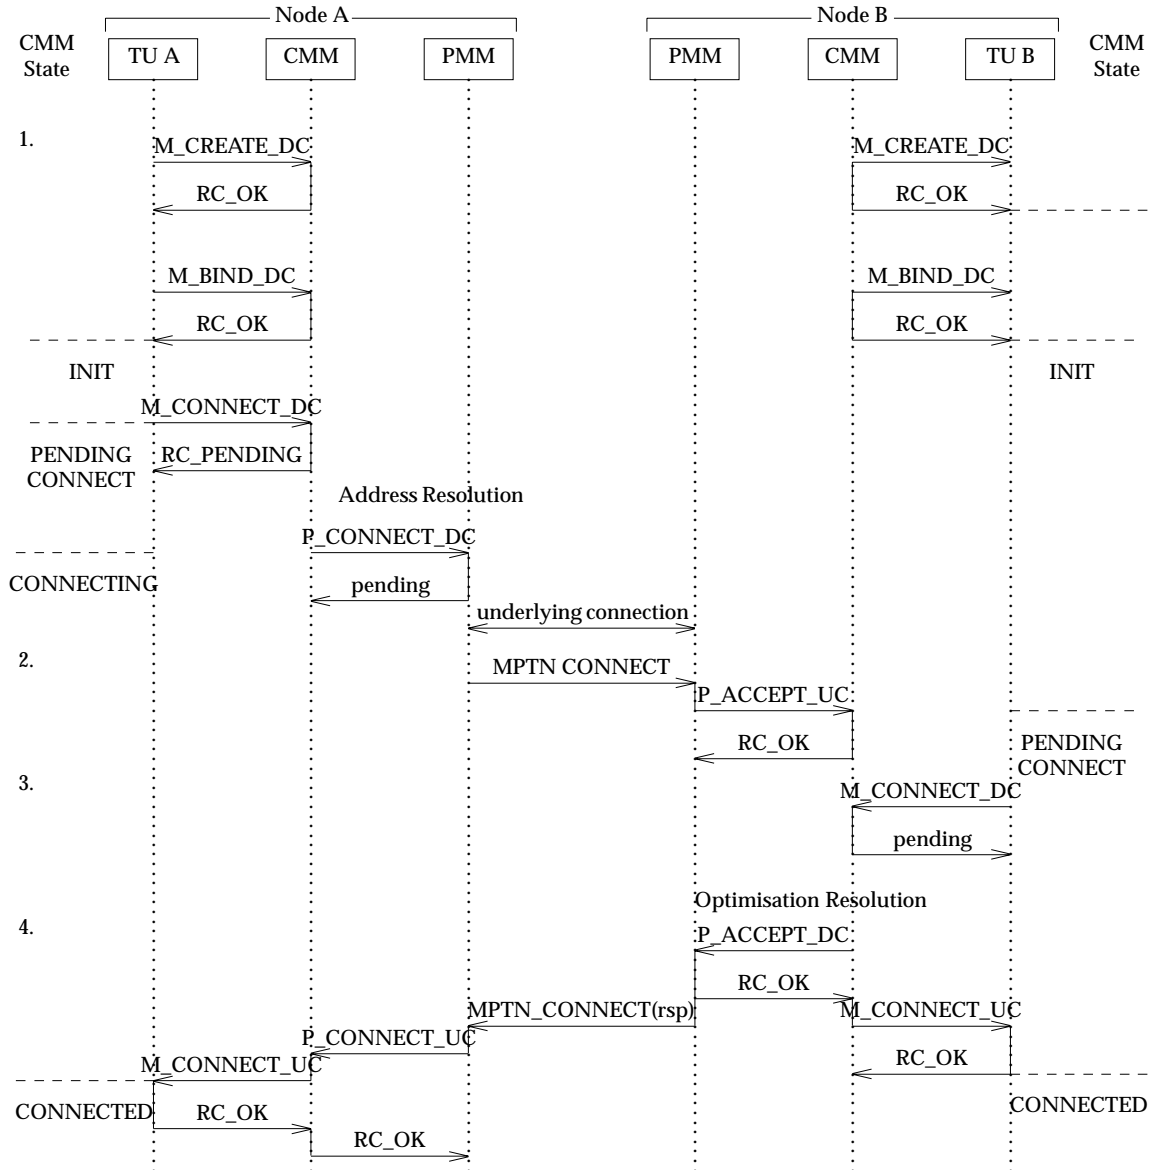 Node A
Node B
CMM
State
TU A
CMM
PMM
PMM
CMM
TU B
CMM
State
1.
M_CREATE_DC
M_CREATE_DC
RC_OK
RC_OK
M_BIND_DC
M_BIND_DC
RC_OK
RC_OK
INIT
INIT
M_CONNECT_DC
PENDING
CONNECT
RC_PENDING
Address Resolution
P_CONNECT_DC
CONNECTING
pending
underlying connection
2.
MPTN CONNECT
P_ACCEPT_UC
RC_OK
PENDING
CONNECT
3.
M_CONNECT_DC
pending
Optimisation Resolution
4.
P_ACCEPT_DC
RC_OK
MPTN_CONNECT(rsp)
M_CONNECT_UC
P_CONNECT_UC
M_CONNECT_UC
RC_OK
CONNECTED
RC_OK
CONNECTED
RC_OK